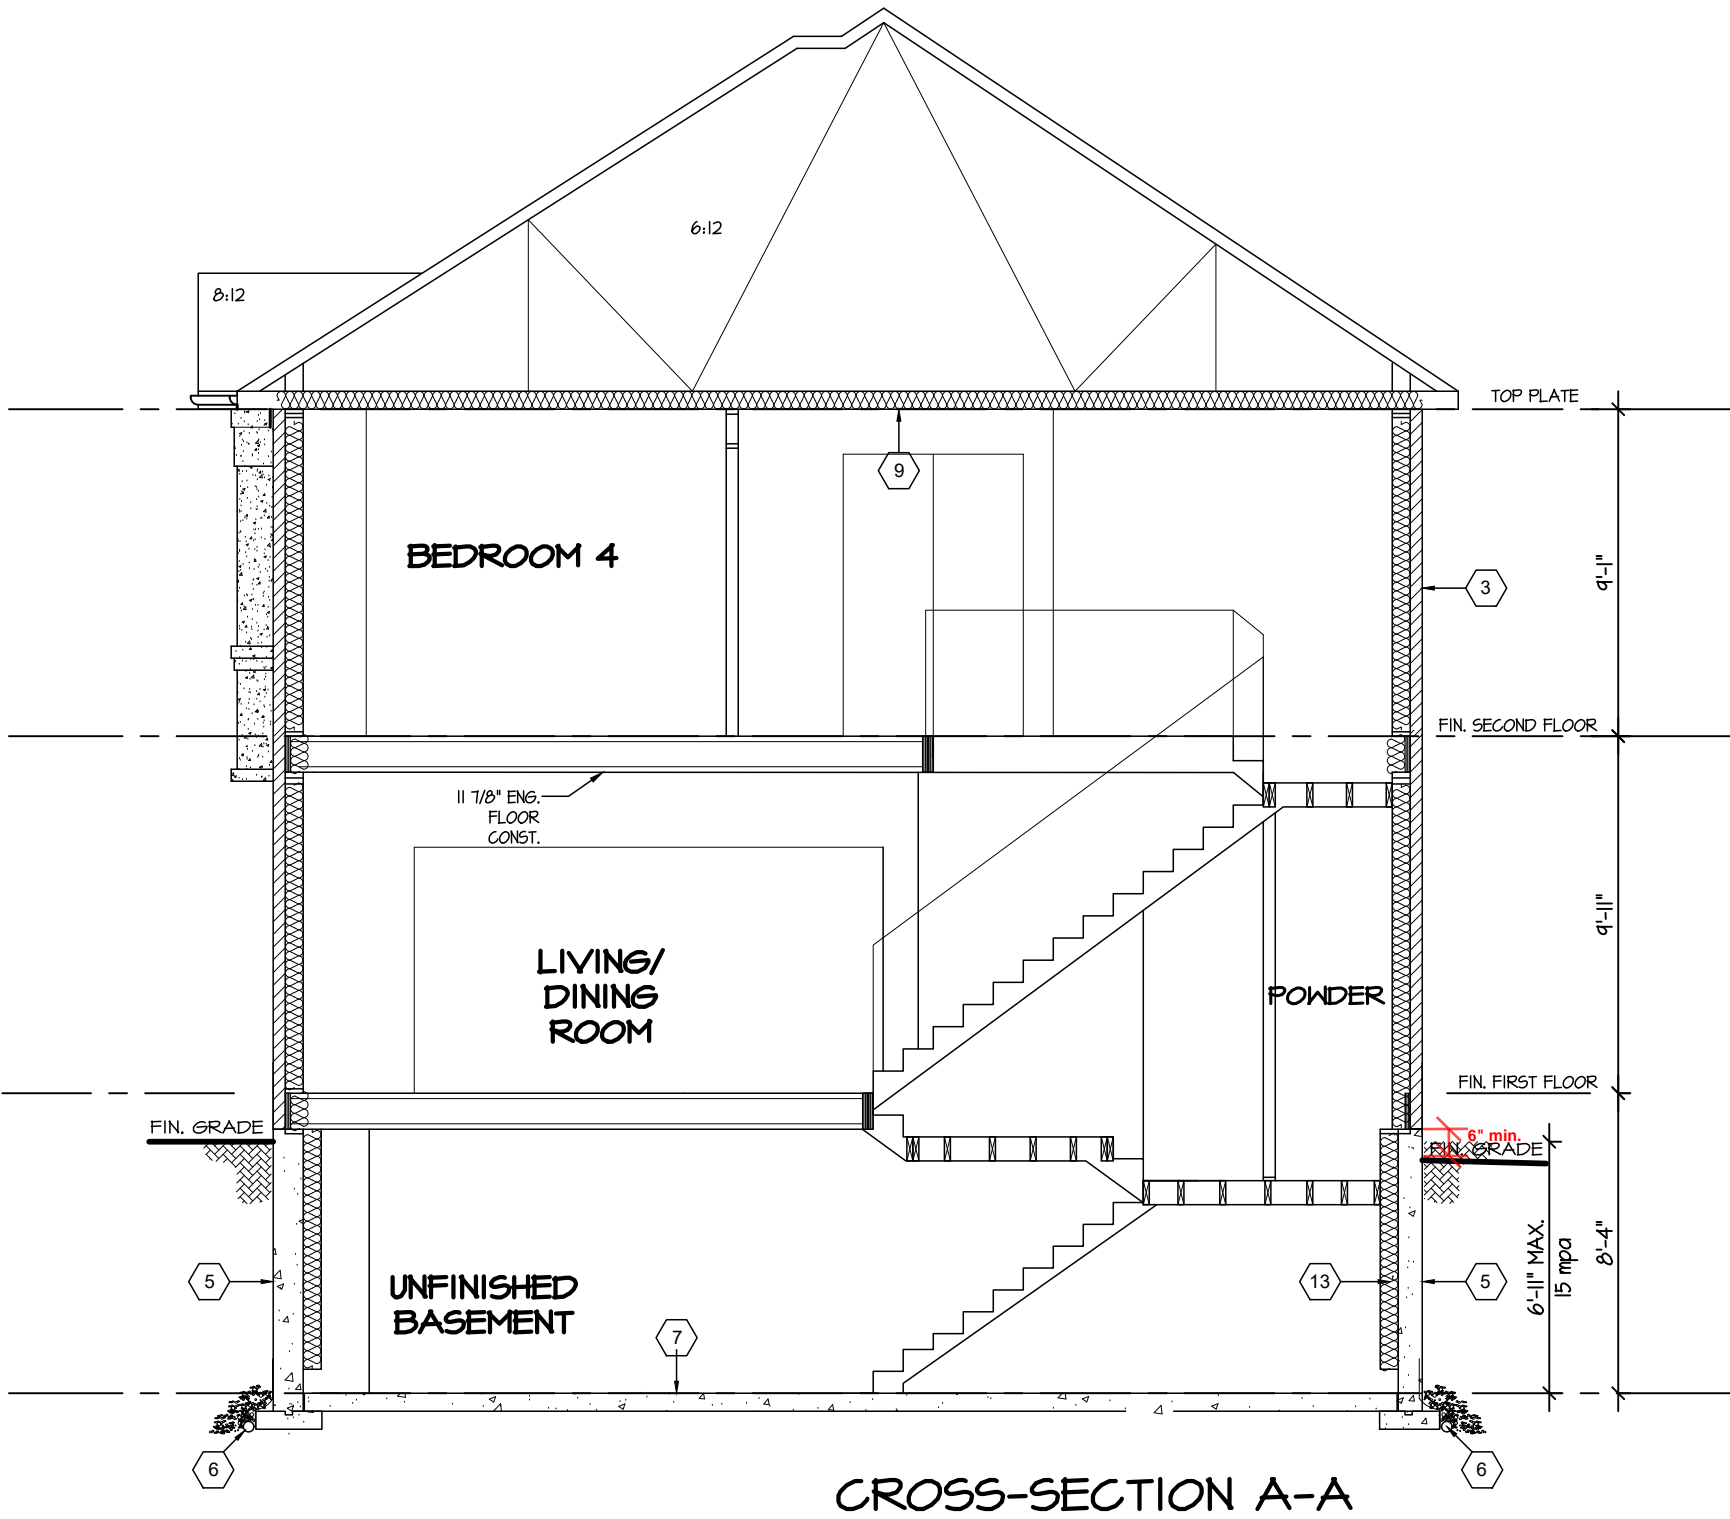 6:12
8:12
TOP PLATE
9
BEDROOM 4
9'-1"
3
FIN. SECOND FLOOR
11 7/8" ENG.
FLOOR
CONST.
9'-11"
LIVING/
DINING
ROOM
POWDER
FIN. FIRST FLOOR
FIN. GRADE
6" min.
FIN. GRADE
6'-11" MAX.
15 mpa
8'-4"
5
13
5
UNFINISHED
BASEMENT
7
6
6
CROSS-SECTION A-A